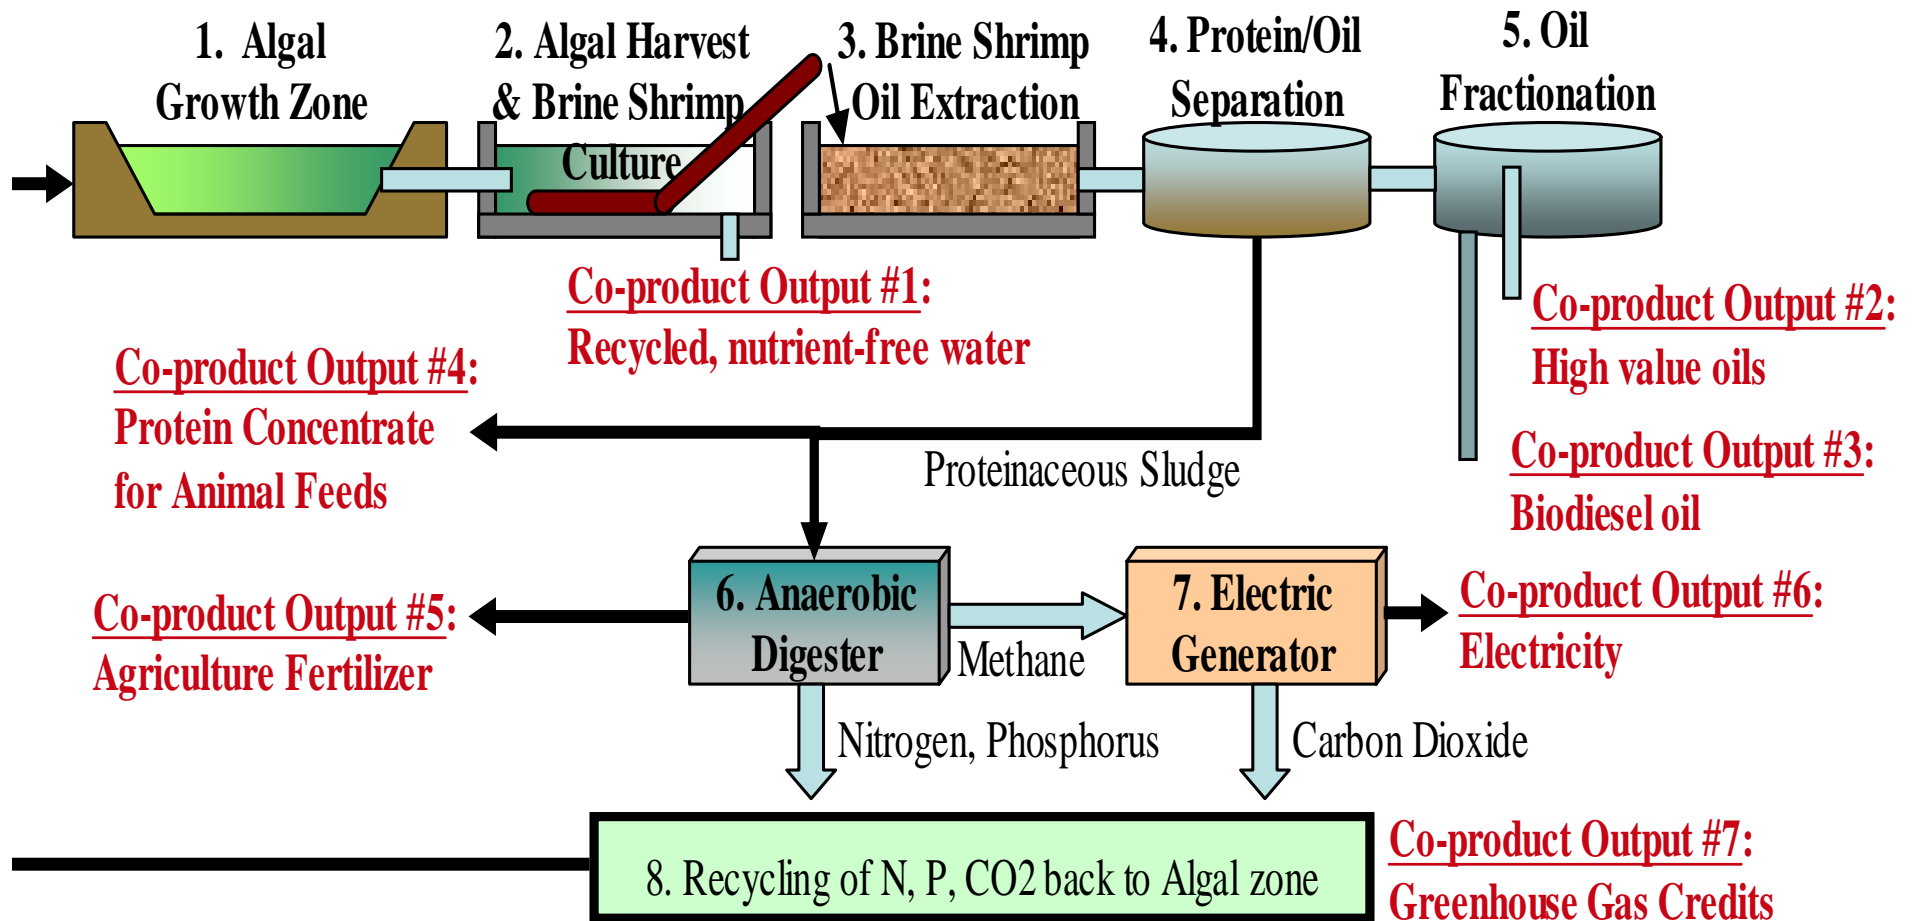 1. Algal
Growth Zone
2. Algal Harvest
& Brine Shrimp
Culture
3. Brine Shrimp
Oil Extraction
4. Protein/Oil
Separation
5. Oil
Fractionation
Co-product Output #1:
Recycled, nutrient-free water
Co-product Output #2:
High value oils
Co-product Output #4:
Protein Concentrate
for Animal Feeds
Proteinaceous Sludge
Co-product Output #3:
Biodiesel oil
Co-product Output #5:
Agriculture Fertilizer
6. Anaerobic
Digester
Methane
7. Electric
Generator
Co-product Output #6:
Electricity
Nitrogen, Phosphorus
Carbon Dioxide
8. Recycling of N, P, CO2 back to Algal zone
Co-product Output #7:
Greenhouse Gas Credits